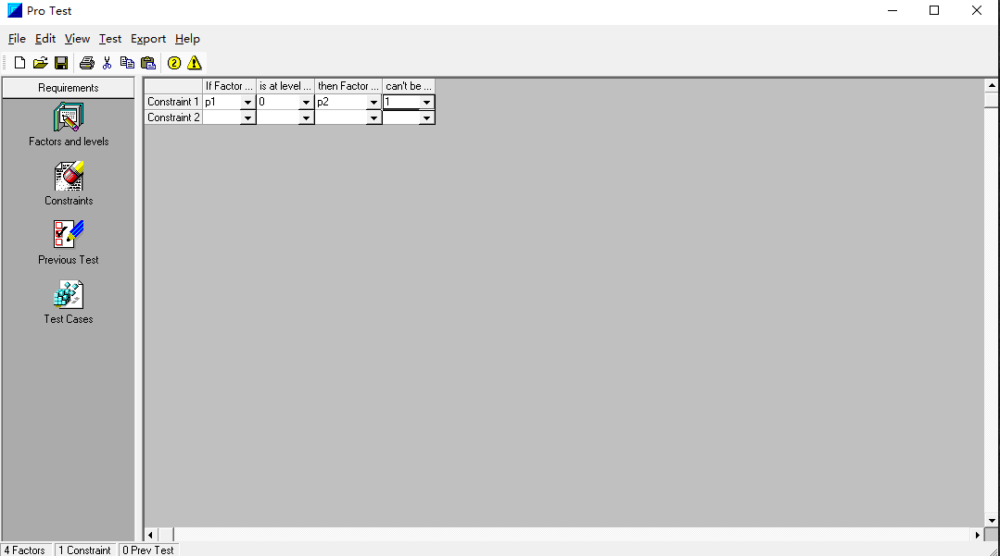 Pro Test
File Edit View Test Export Help
2
Requirements
Factors and levels
Constraints
Previous Test
Test Cases
If Factor ... is at level ... then Factor ... can't be ...
Constraint 1 p1 0 p2 1
Constraint 2
4 Factors 1 Constraint 0 Prev Test